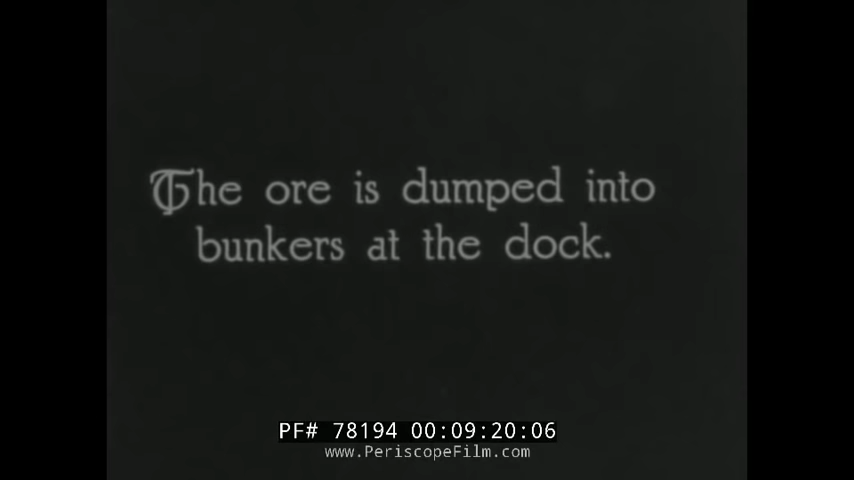 The ore is dumped into
bunkers at the dock.
PF# 78194 00:09:20:06
www.PeriscopeFilm.com